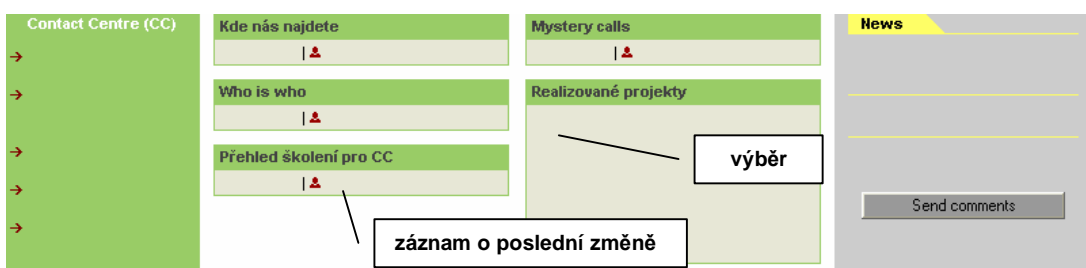 Contact Centre (CC)
Kde nás najdete
Who is who
Přehled školení pro CC
záznam o poslední změně
Mystery calls
Realizované projekty
výběr
News
Send comments